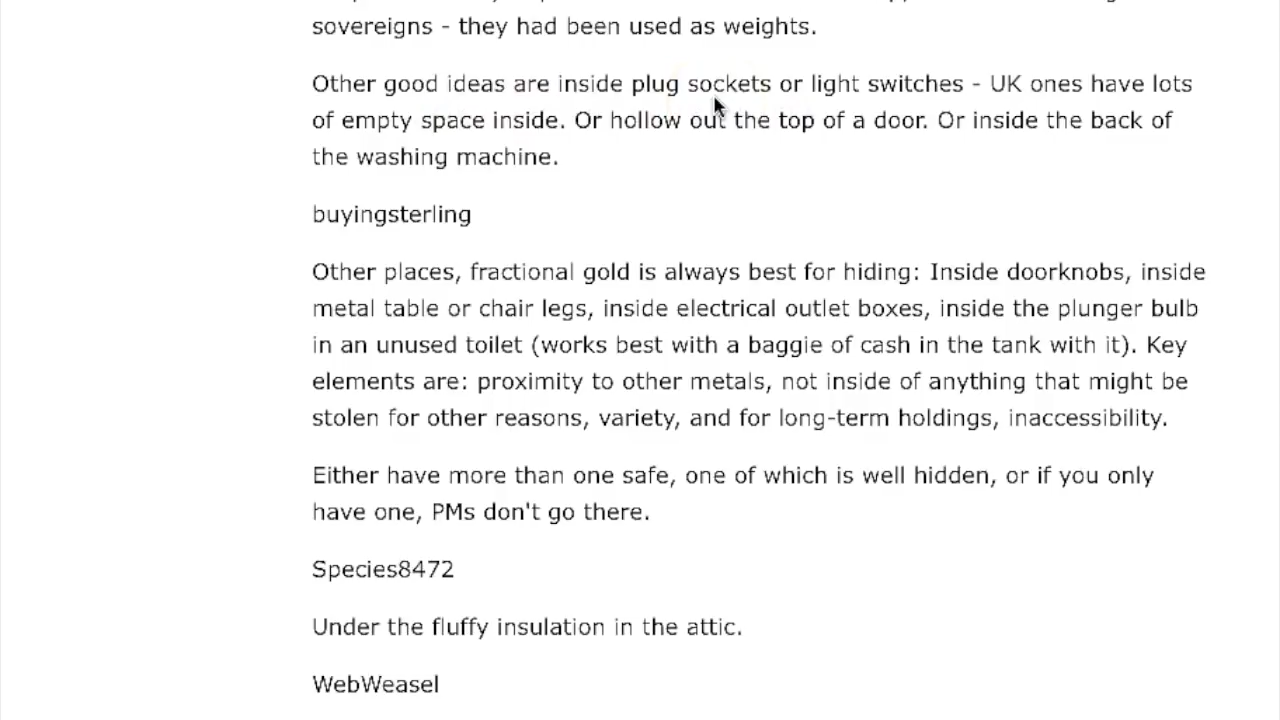 sovereigns - they had been used as weights.
Other good ideas are inside plug sockets or light switches - UK ones have lots
of empty space inside. Or hollow out the top of a door. Or inside the back of
the washing machine.
buyingsterling
Other places, fractional gold is always best for hiding: Inside doorknobs, inside
metal table or chair legs, inside electrical outlet boxes, inside the plunger bulb
in an unused toilet (works best with a baggie of cash in the tank with it). Key
elements are: proximity to other metals, not inside of anything that might be
stolen for other reasons, variety, and for long-term holdings, inaccessibility.
Either have more than one safe, one of which is well hidden, or if you only
have one, PMs don't go there.
Species8472
Under the fluffy insulation in the attic.
WebWeasel